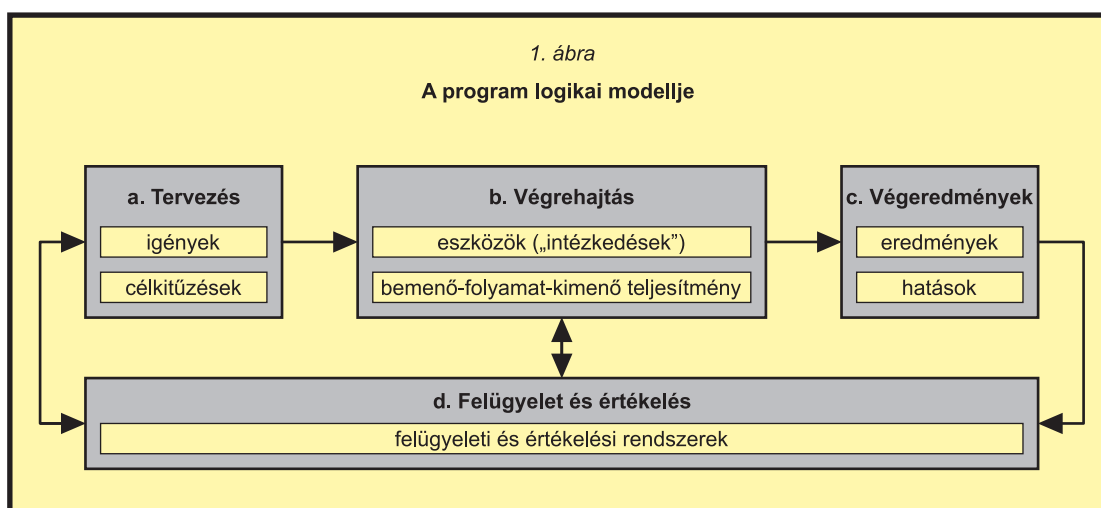 1. ábra
A program logikai modellje
a. Tervezés
igények
célkitűzések
b. Végrehajtás
eszközök („intézkedések”)
bemenő-folyamat-kimenő teljesítmény
c. Végeredmények
eredmények
hatások
d. Felügyelet és értékelés
felügyeleti és értékelési rendszerek